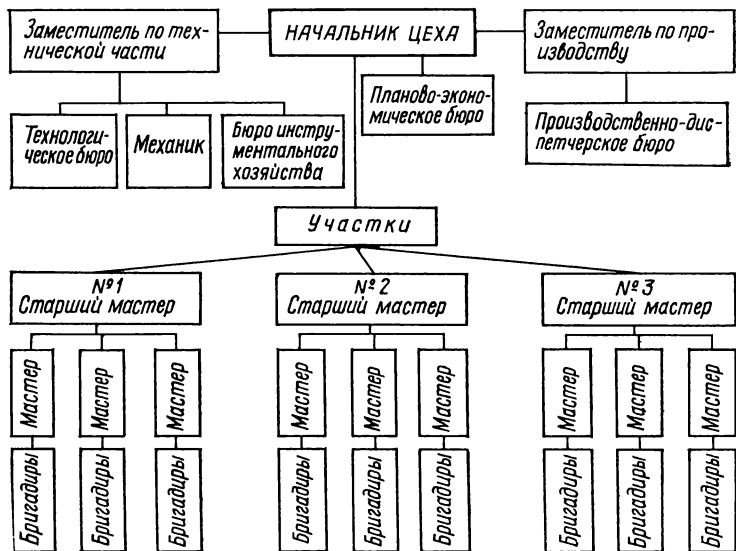 Заместитель по тех-
нической части
НАЧАЛЬНИК ЦЕХА
Заместитель по про-
изводству
Технологи-
ческое бюро
Механик
Бюро инстру-
ментального
хозяйства
Планово-эконо-
мическое бюро
Производственно-дис-
петчерское бюро
Участки
№1
Старший мастер
№2
Старший мастер
№3
Старший мастер
Мастер
Мастер
Мастер
Мастер
Мастер
Мастер
Мастер
Мастер
Мастер
Бригадиры
Бригадиры
Бригадиры
Бригадиры
Бригадиры
Бригадиры
Бригадиры
Бригадиры
Бригадиры